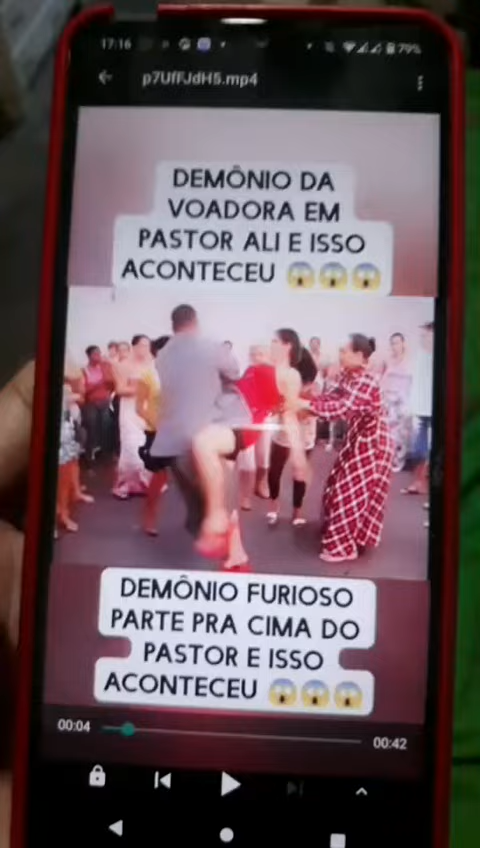 17:16
79%
p7UfFJdH5.mp4
DEMÔNIO DA
VOADORA EM
PASTOR ALI E ISSO
ACONTECEU 😱😱😱
DEMÔNIO FURIOSO
PARTE PRA CIMA DO
PASTOR E ISSO
ACONTECEU 😱😱😱
00:04
00:42